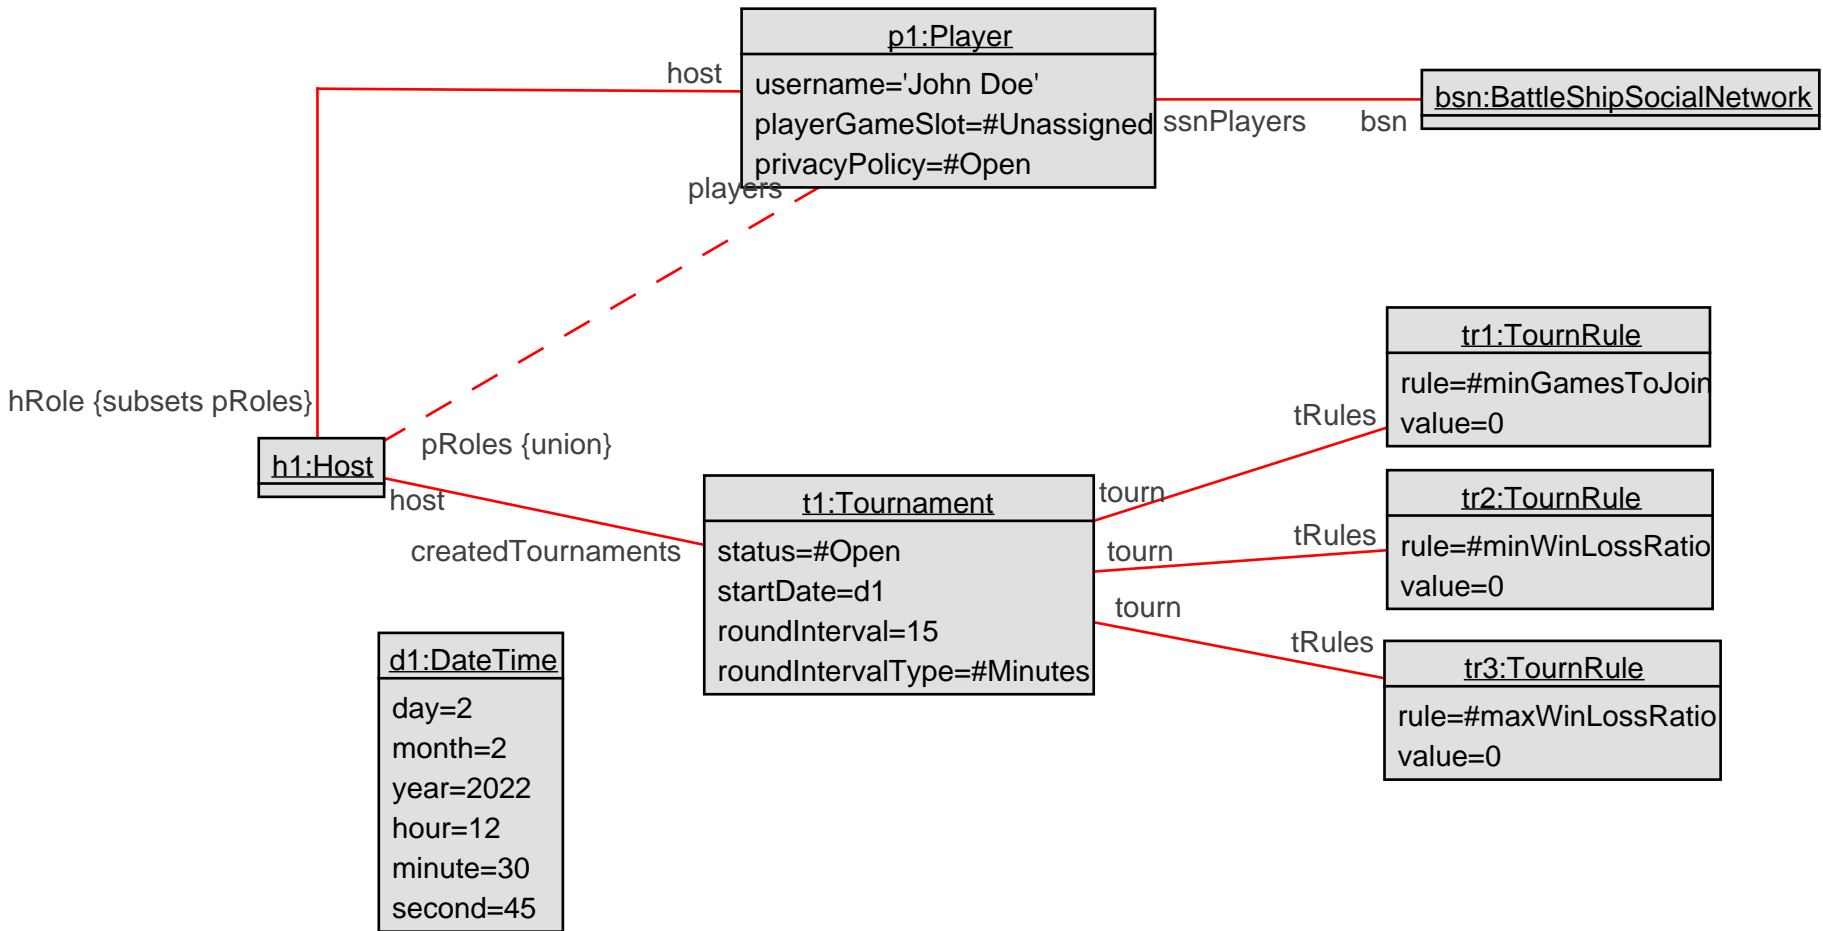 p1:Player
host
username='John Doe'
playerGameSlot=#Unassigned
privacyPolicy=#Open
players
ssnPlayers
bsn
bsn:BattleShipSocialNetwork
hRole {subsets pRoles}
pRoles {union}
h1:Host
host
createdTournaments
t1:Tournament
status=#Open
startDate=d1
roundInterval=15
roundIntervalType=#Minutes
tourn
tRules
tourn
tRules
tourn
tRules
tr1:TournRule
rule=#minGamesToJoin
value=0
tr2:TournRule
rule=#minWinLossRatio
value=0
tr3:TournRule
rule=#maxWinLossRatio
value=0
d1:DateTime
day=2
month=2
year=2022
hour=12
minute=30
second=45